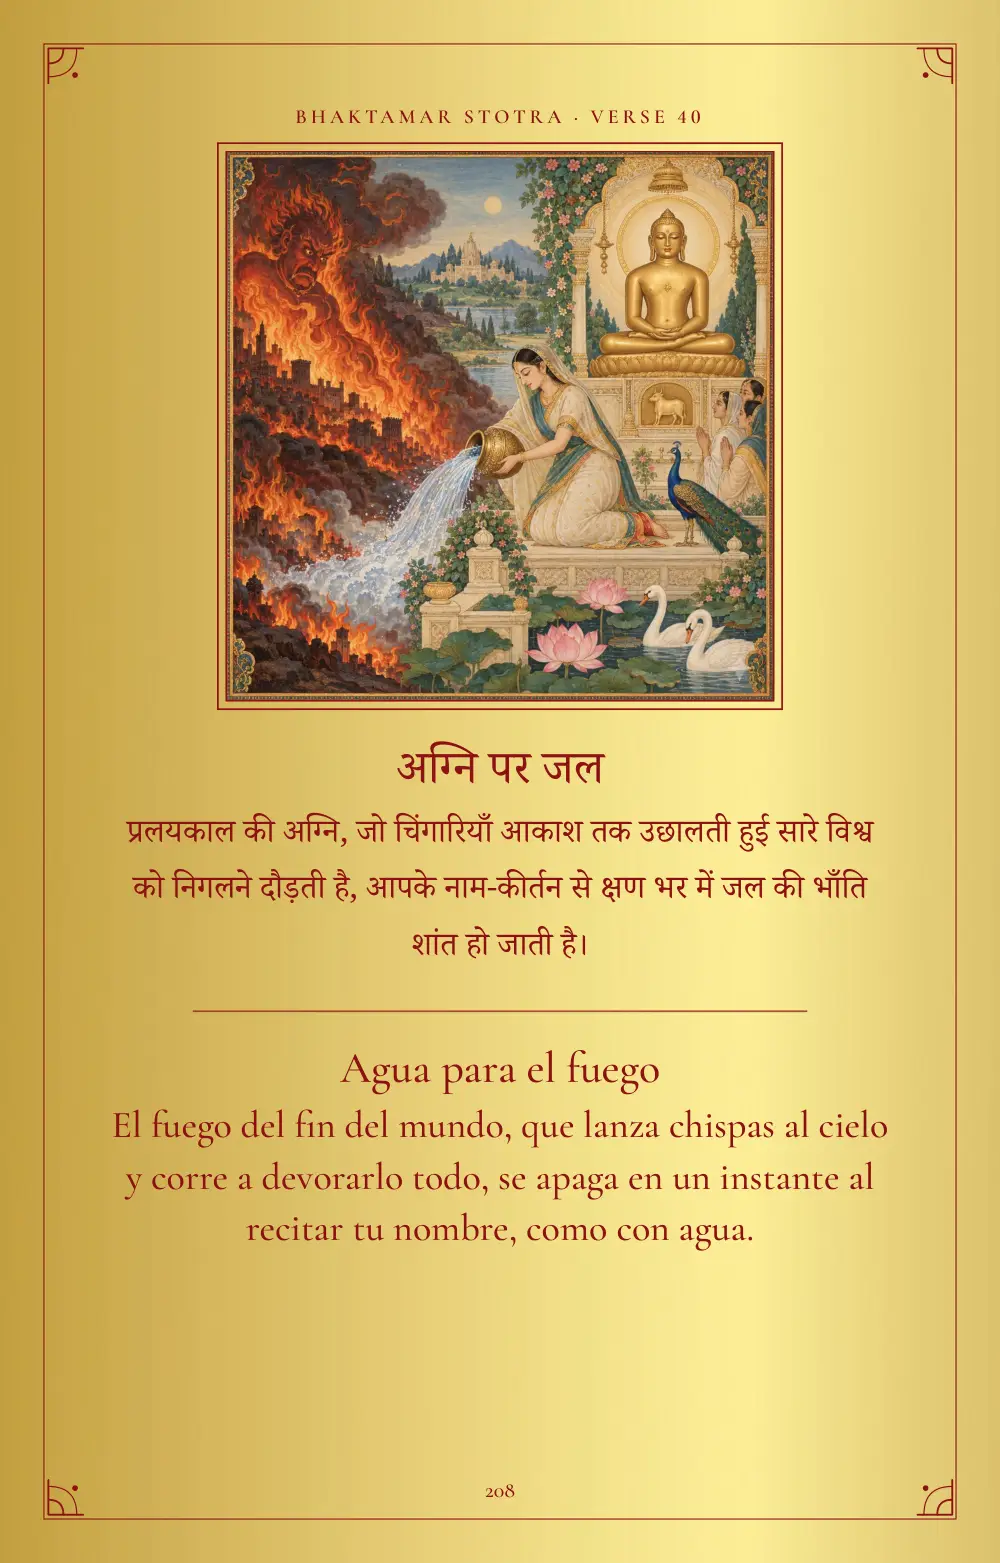 BHAKTAMAR STOTRA · VERSE 40
अग्नि पर जल
प्रलयकाल की अग्नि, जो चिंगारियाँ आकाश तक उछालती हुई सारे विश्व
को निगलने दौड़ती है, आपके नाम-कीर्तन से क्षण भर में जल की भाँति
शांत हो जाती है।
Agua para el fuego
El fuego del fin del mundo, que lanza chispas al cielo
y corre a devorarlo todo, se apaga en un instante al
recitar tu nombre, como con agua.
208